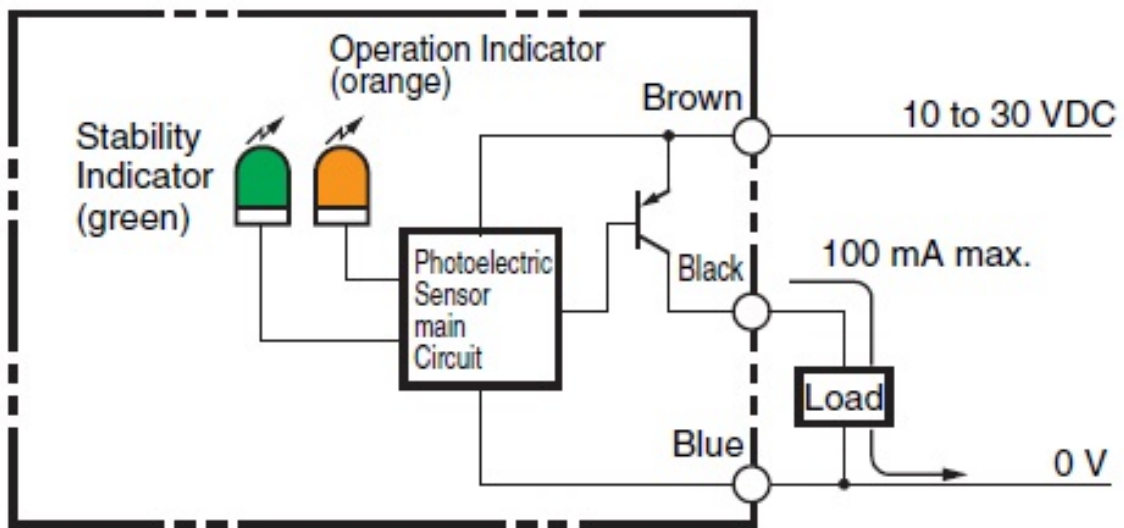 Operation Indicator
(orange)
Brown
10 to 30 VDC
Stability
Indicator
(green)
Photoelectric
Sensor
main
Circuit
Black
100 mA max.
Load
Blue
0 V